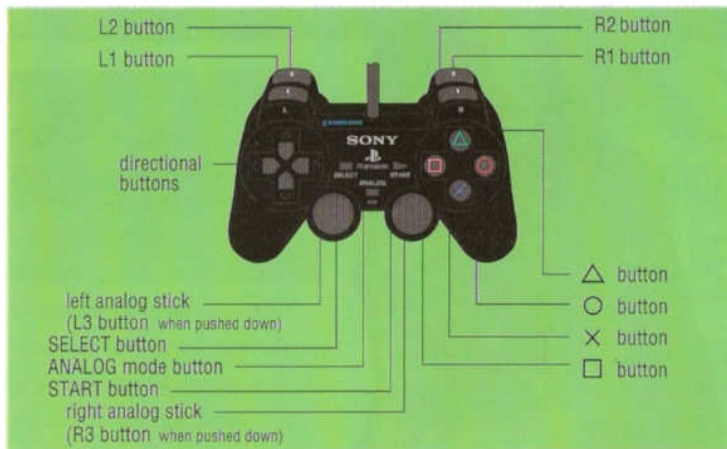 L2 button
L1 button
R2 button
R1 button
SONY
SELECT
START
ANALOG
directional
buttons
left analog stick
(L3 button when pushed down)
SELECT button
ANALOG mode button
START button
right analog stick
(R3 button when pushed down)
△ button
○ button
× button
□ button